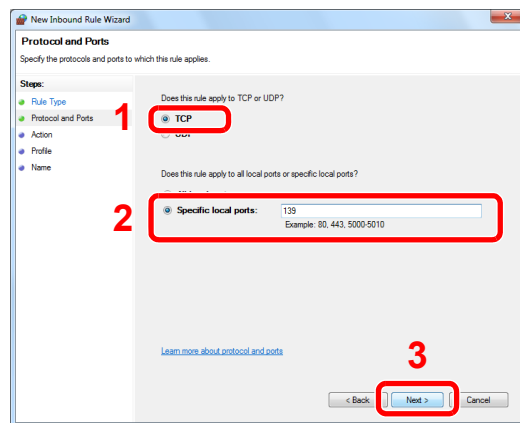 New Inbound Rule Wizard
Protocol and Ports
Specify the protocols and ports to which this rule applies.
Steps:
Rule Type
Protocol and Ports
Action
Profile
Name
Does this rule apply to TCP or UDP?
1
TCP
UDP
Does this rule apply to all local ports or specific local ports?
2
Specific local ports:
139
Example: 80, 443, 5000-5010
Learn more about protocol and ports
3
< Back
Next >
Cancel